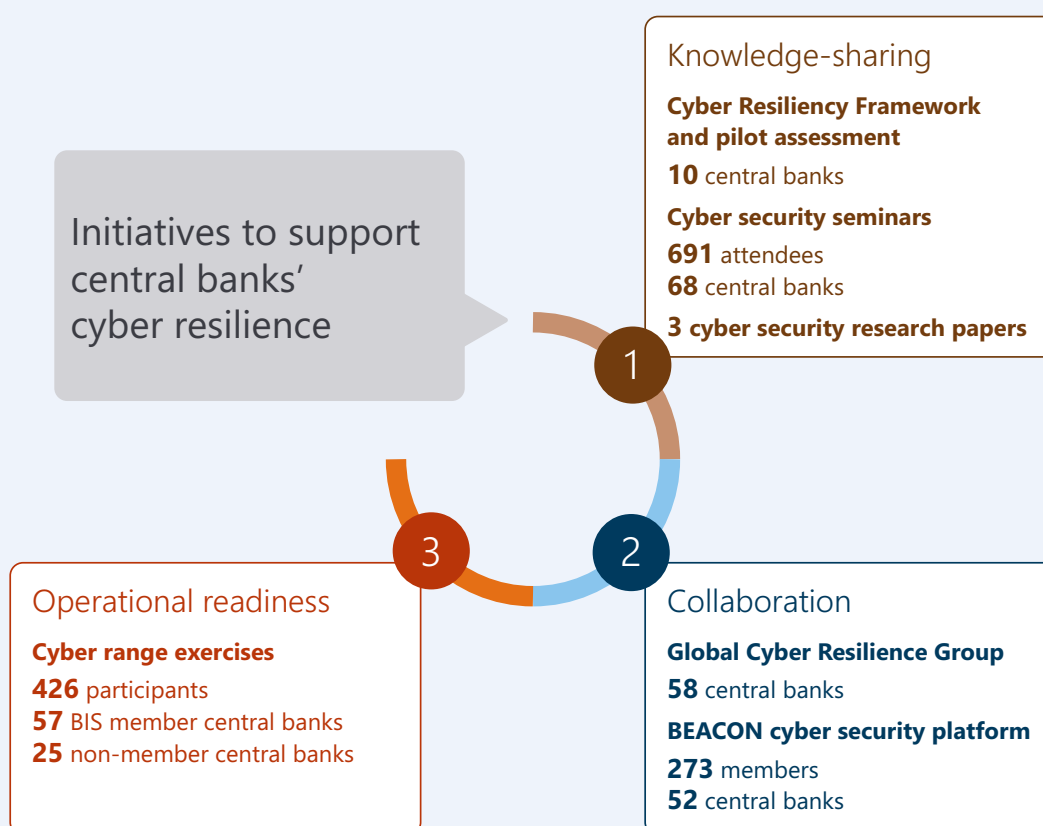 Initiatives to support
central banks’
cyber resilience
1
Knowledge-sharing
Cyber Resiliency Framework
and pilot assessment
10 central banks
Cyber security seminars
691 attendees
68 central banks
3 cyber security research papers
2
Collaboration
Global Cyber Resilience Group
58 central banks
BEACON cyber security platform
273 members
52 central banks
3
Operational readiness
Cyber range exercises
426 participants
57 BIS member central banks
25 non-member central banks